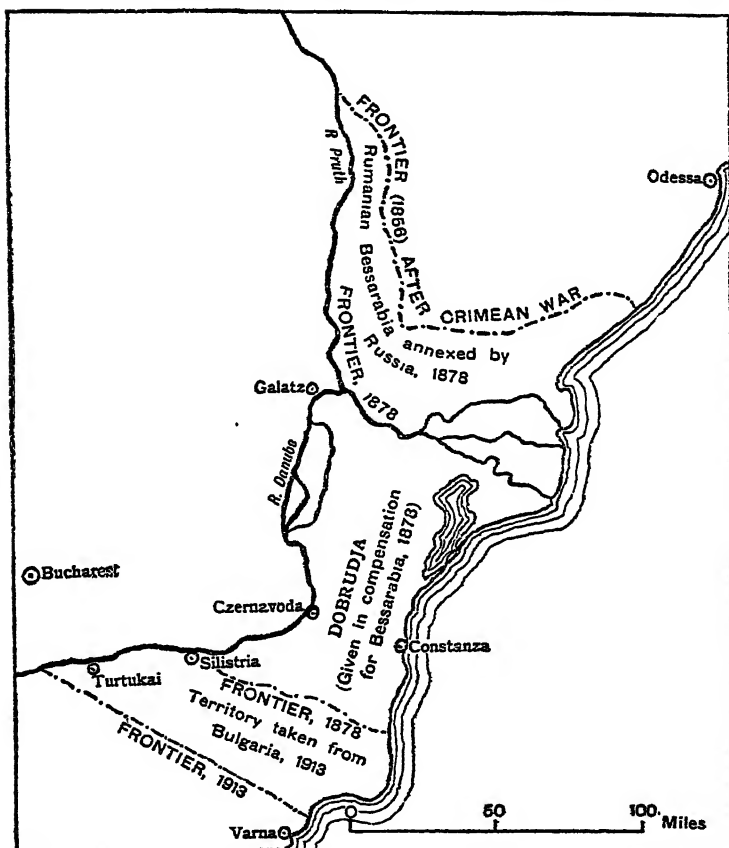 FRONTIER (1856) AFTER
CRIMEAN WAR
R Pruth
Rumanian Bessarabia
annexed by
Russia, 1878
Odessa
FRONTIER, 1878
Galatz
R. Danube
Bucharest
DOBRUDJA
(Given in compensation
for Bessarabia, 1878)
Czernavoda
Constanza
Silistria
Turtukai
FRONTIER, 1878
Territory taken from
Bulgaria, 1913
FRONTIER, 1913
Varna
0 50 100
Miles